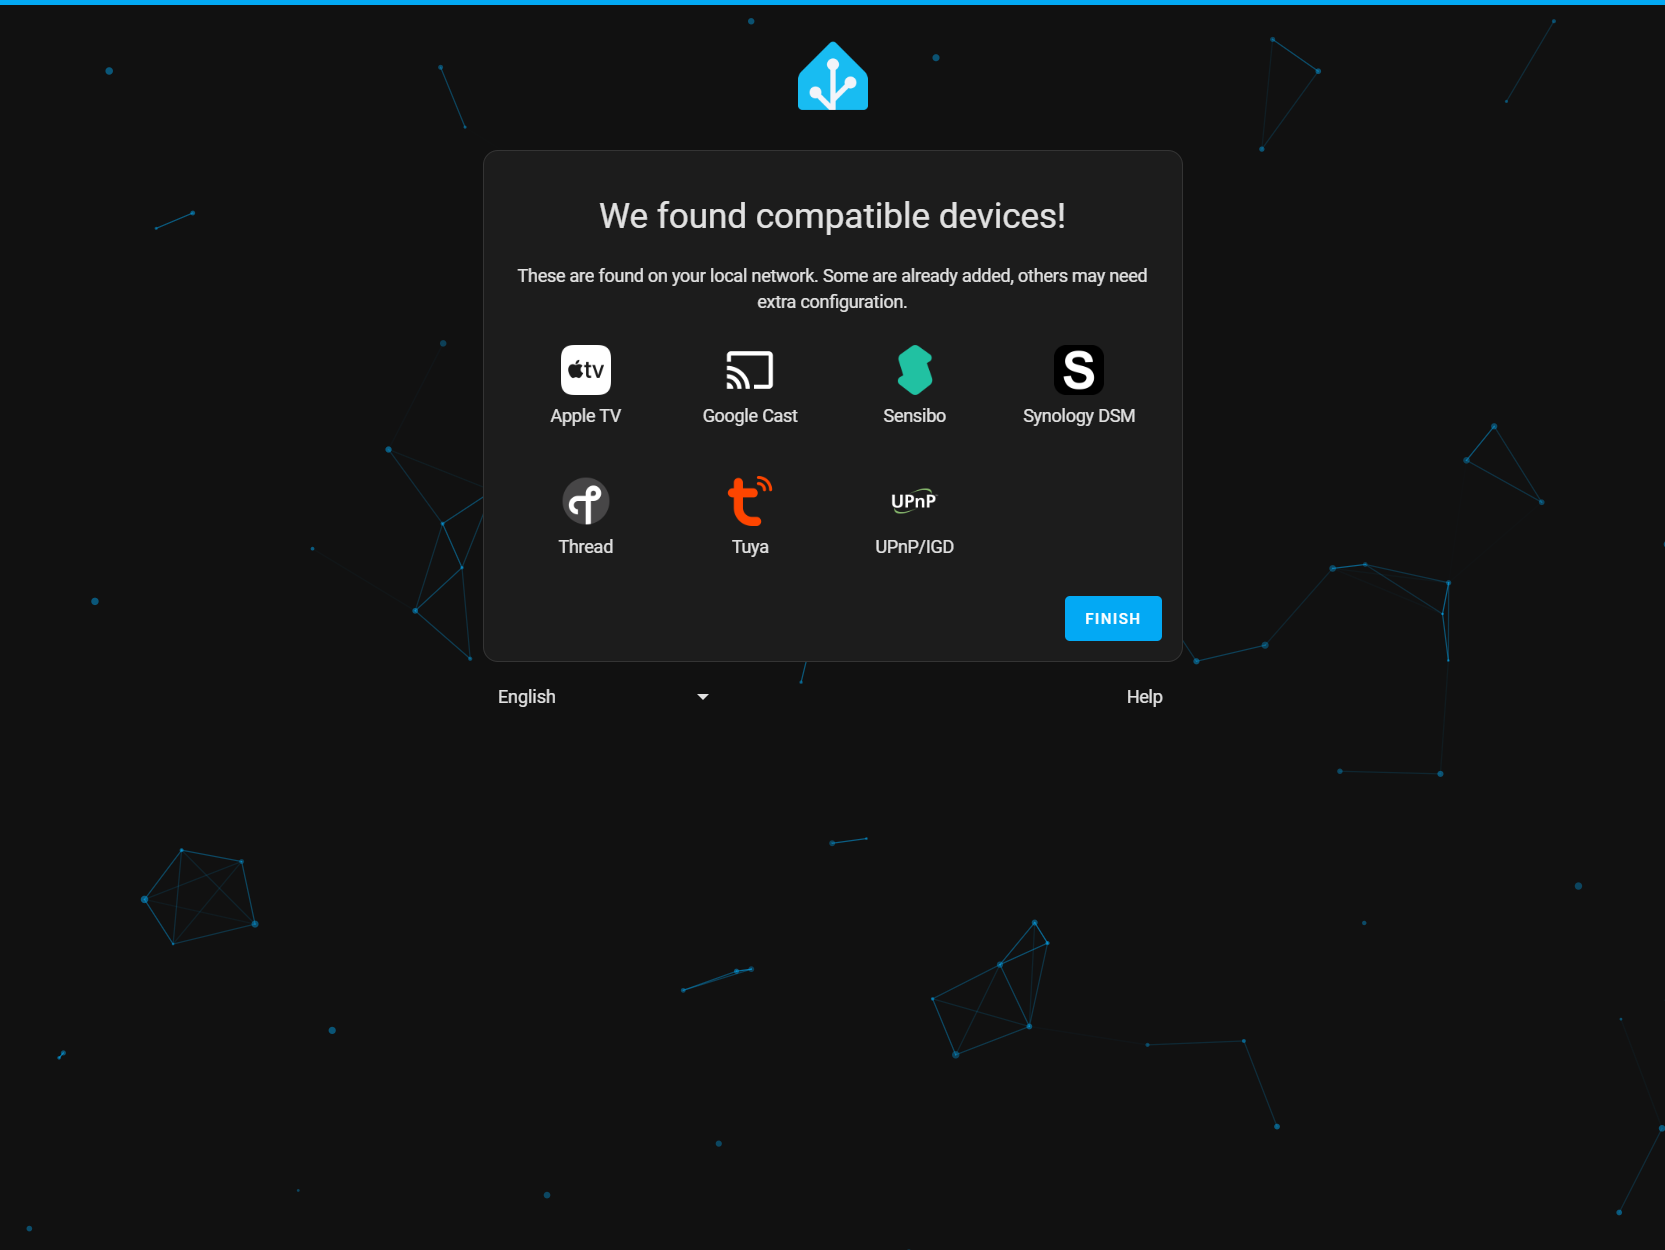 We found compatible devices!
These are found on your local network. Some are already added, others may need
extra configuration.
tv
S
Apple TV
Google Cast
Sensibo
Synology DSM
UPnP
Thread
Tuya
UPnP/IGD
FINISH
English
Help